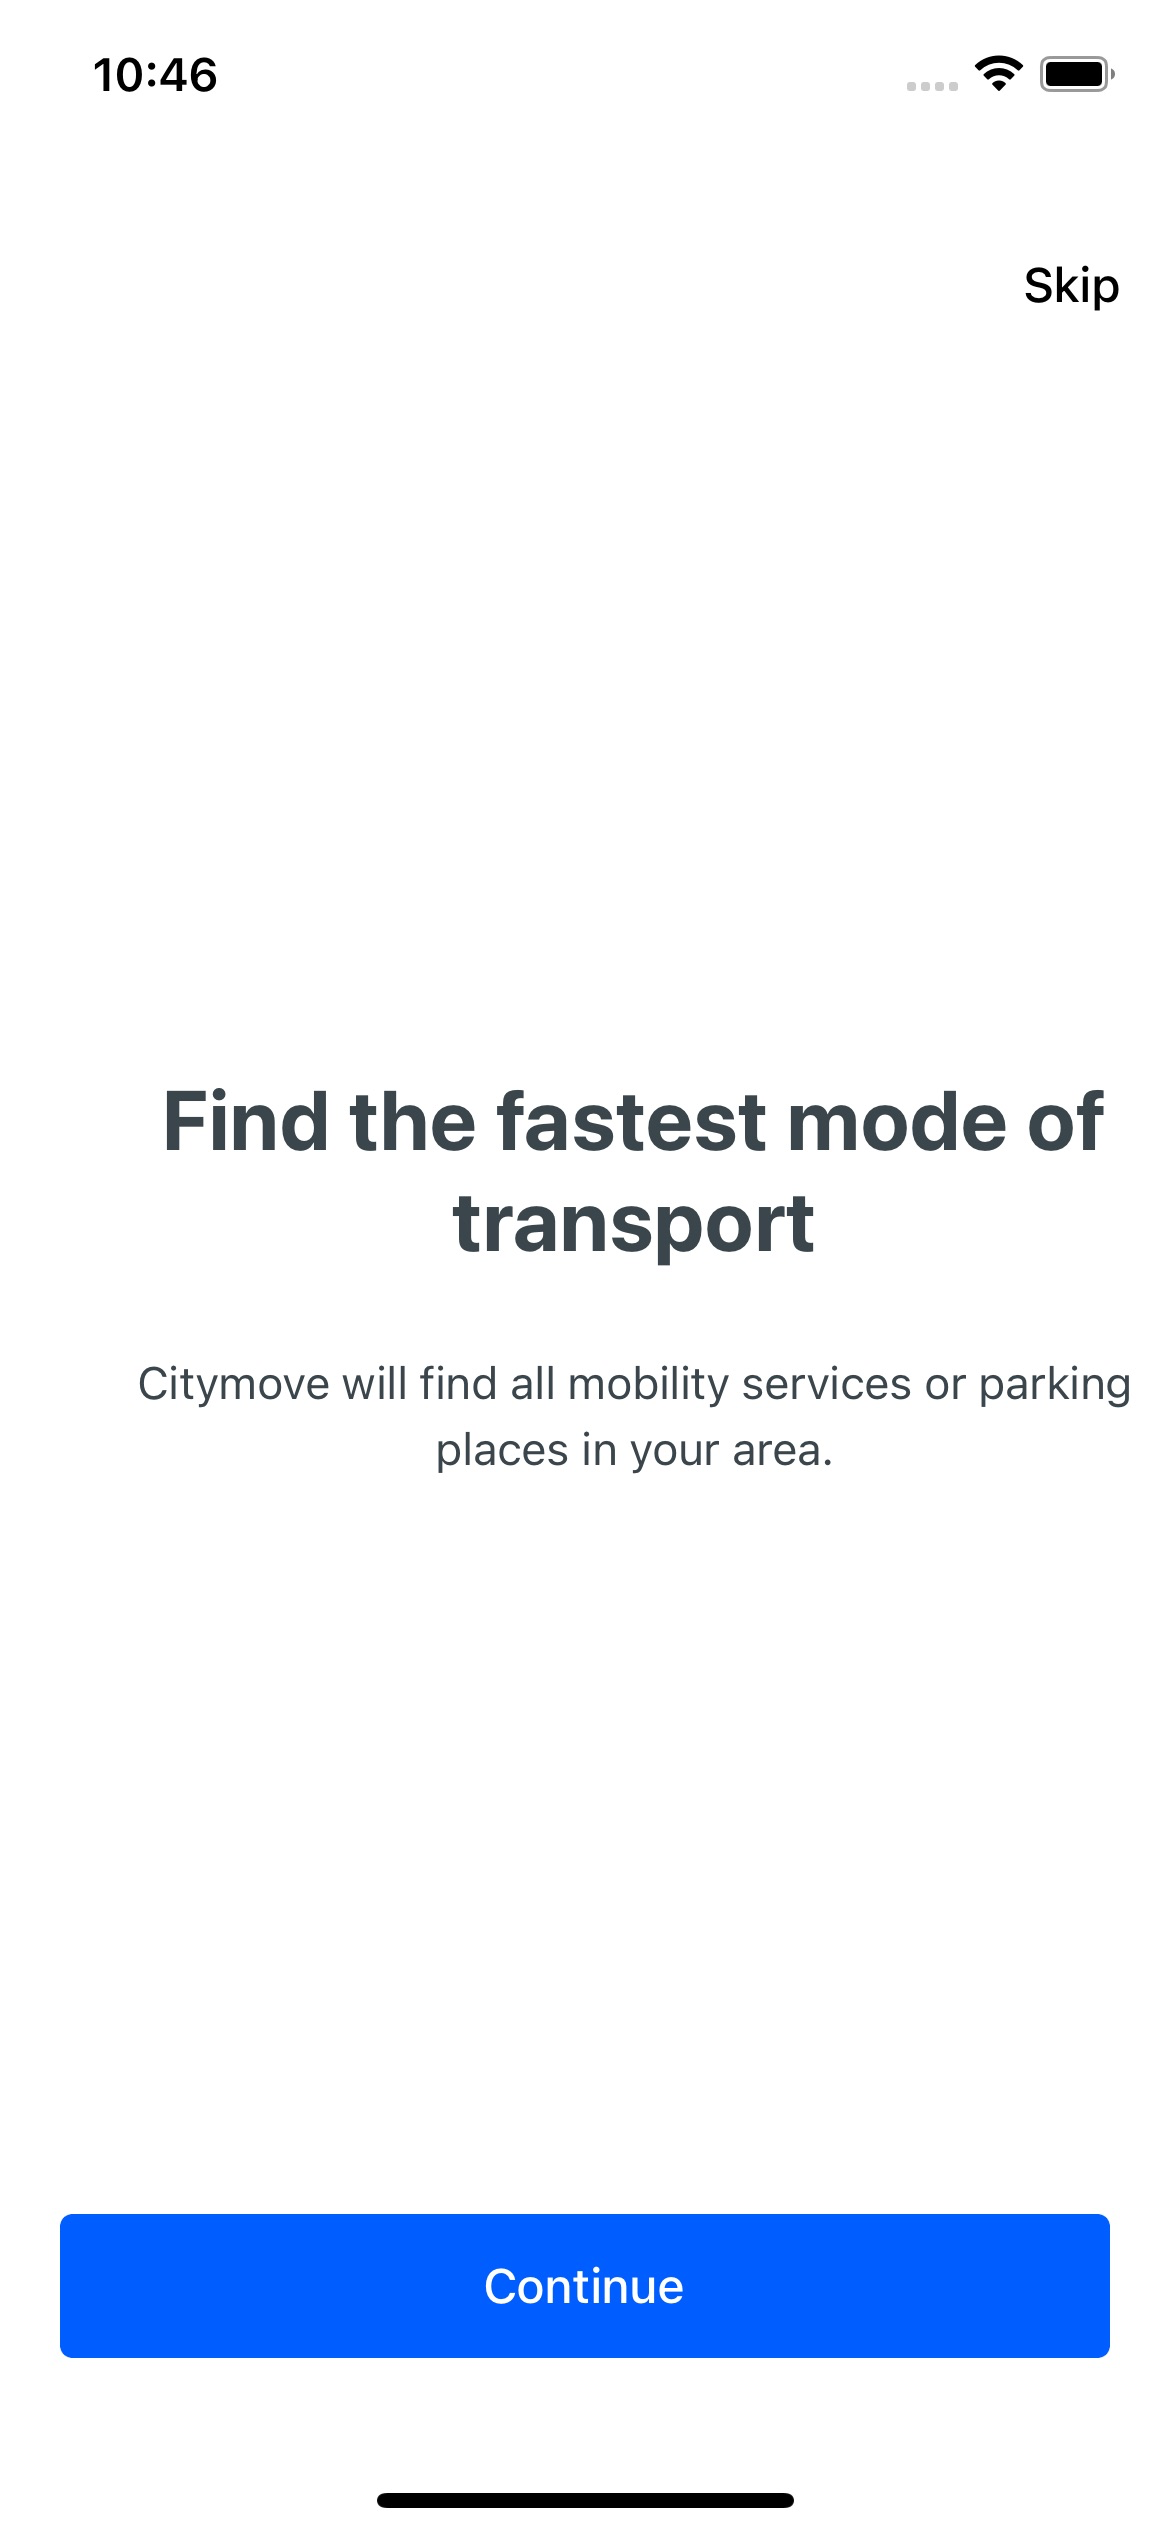 10:46
Skip
Find the fastest mode of
transport
Citymove will find all mobility services or parking
places in your area.
Continue